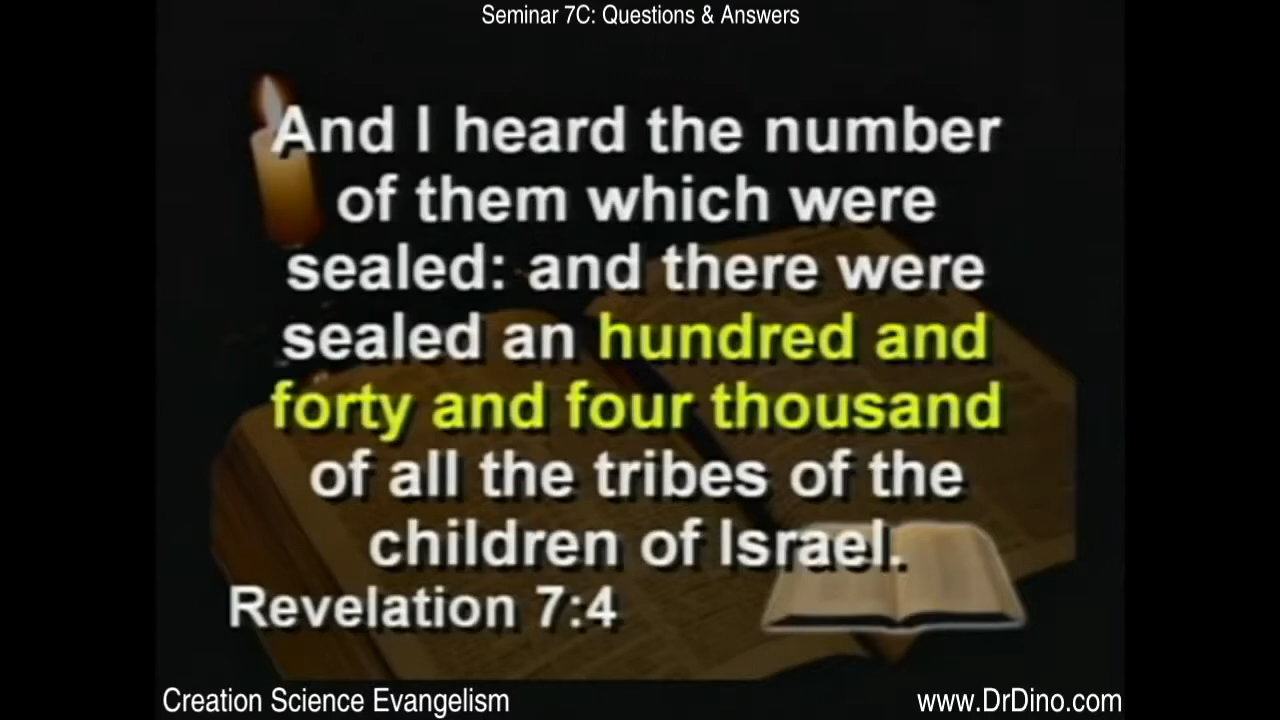 Seminar 7C: Questions & Answers
And I heard the number
of them which were
sealed: and there were
sealed an hundred and
forty and four thousand
of all the tribes of the
children of Israel.
Revelation 7:4
Creation Science Evangelism
www.DrDino.com